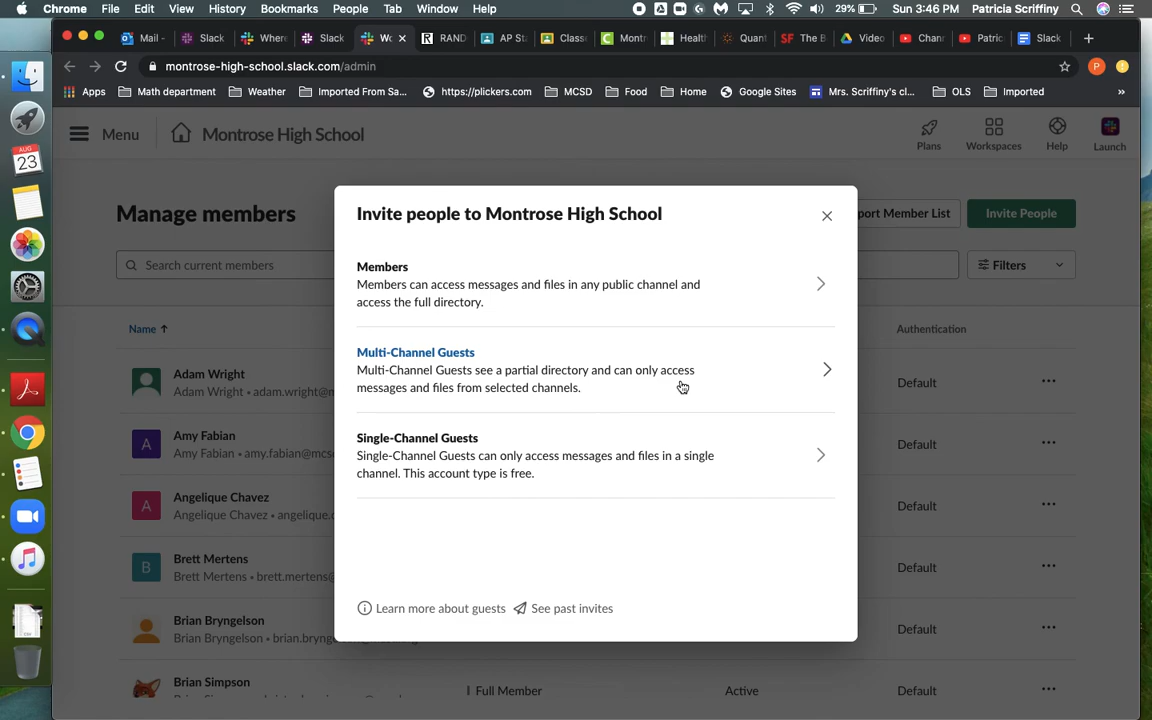 Chrome File Edit View History Bookmarks People Tab Window Help 29% Sun 3:46 PM Patricia Scriffiny
Mail - Slack Where Slack Wo RAND AP St Class Montr Healt Quant The B Video Chan Patric Slack
montrose-high-school.slack.com/admin
Apps Math department Weather Imported From Sa... https://plickers.com MCSD Food Home Google Sites Mrs. Scriffiny's cl... OLS Imported »
Menu Montrose High School Plans Workspaces Help Launch
Manage members port Member List Invite People
Search current members Filters
Name Authentication
Adam Wright
Adam Wright • adam.wright@m Default
Amy Fabian
Amy Fabian • amy.fabian@mcs Default
Angelique Chavez
Angelique Chavez • angelique. Default
Brett Mertens
Brett Mertens • brett.mertens@ Default
Brian Bryngelson
Brian Bryngelson • brian.bryng Default
Brian Simpson
Full Member Active Default
Invite people to Montrose High School
Members
Members can access messages and files in any public channel and
access the full directory.
Multi-Channel Guests
Multi-Channel Guests see a partial directory and can only access
messages and files from selected channels.
Single-Channel Guests
Single-Channel Guests can only access messages and files in a single
channel. This account type is free.
Learn more about guests See past invites
AUG
23
A
A
B
P